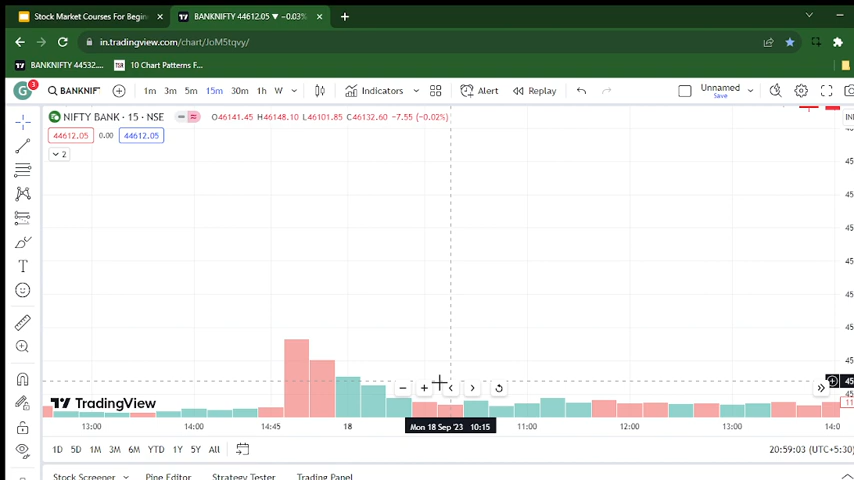 Stock Market Courses For Begin
BANKNIFTY 44612.05 ▼ −0.03%
in.tradingview.com/chart/JoM5tqvy/
BANKNIFTY 44532....
TSR 10 Chart Patterns F...
G 3 BANKNIF 1m 3m 5m 15m 30m 1h W Indicators Alert Replay Unnamed
Save
NIFTY BANK · 15 · NSE O46141.45 H46148.10 L46101.85 C46132.60 −7.55 (−0.02%)
44612.05 0.00 44612.05
2
TradingView
13:00 14:00 14:45 18 Mon 18 Sep '23 10:15 11:00 12:00 13:00 14:0
1D 5D 1M 3M 6M YTD 1Y 5Y All 20:59:03 (UTC+5:30)
Stock Screener Pine Editor Strategy Tester Trading Panel